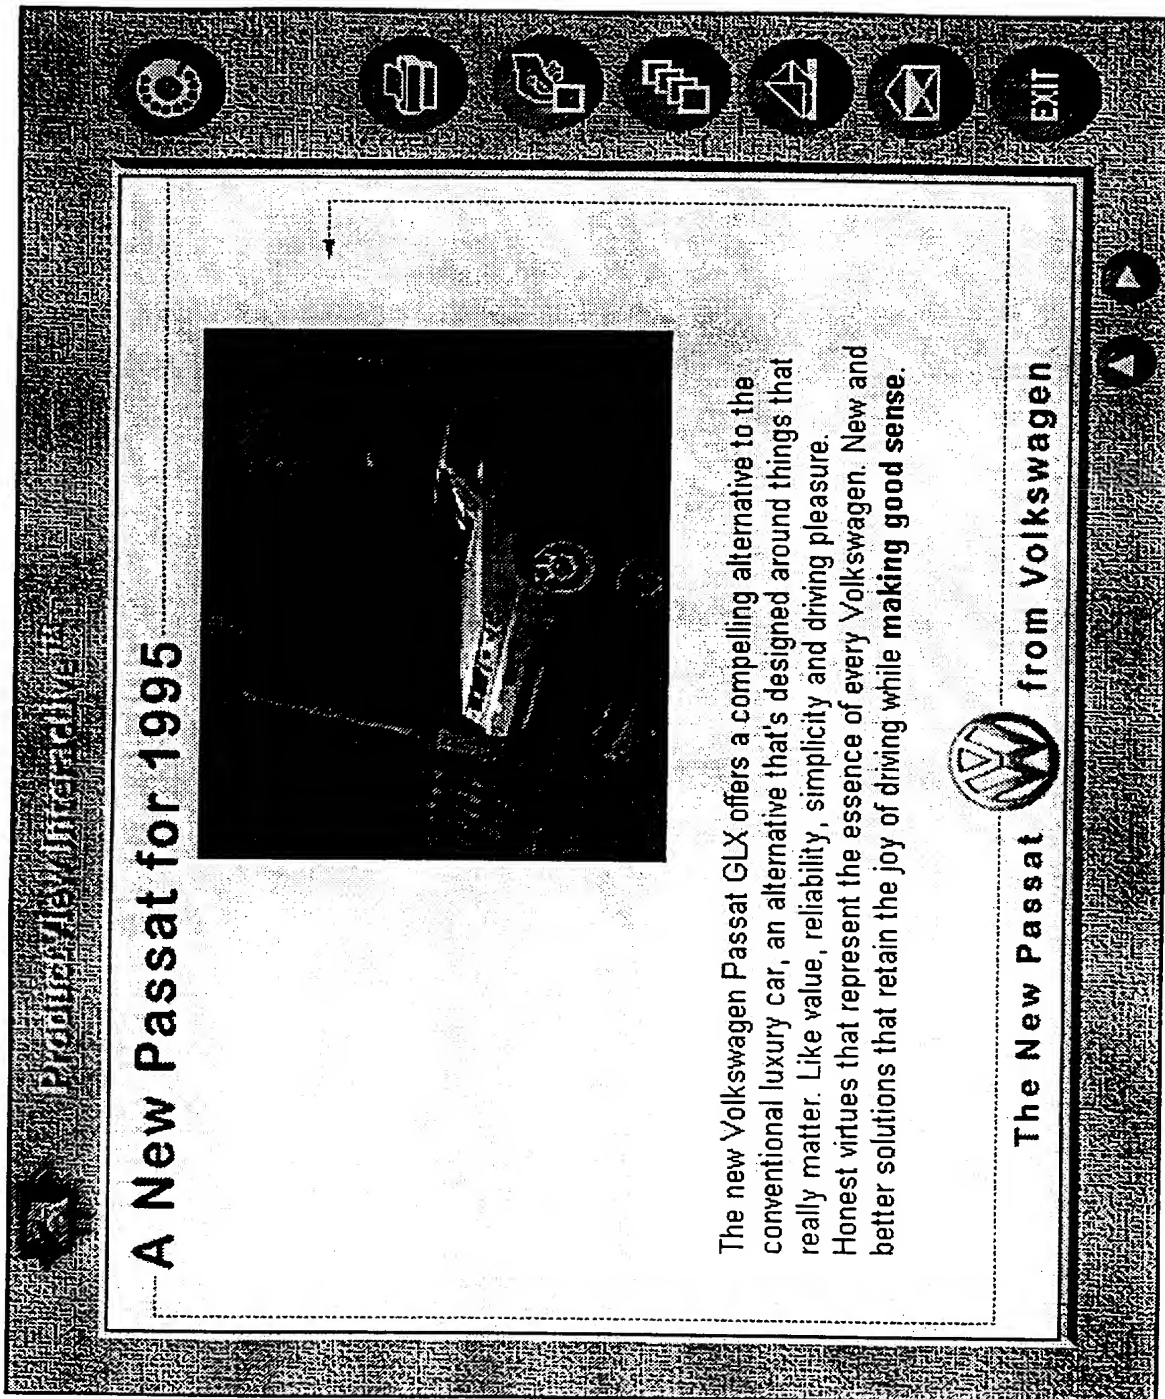 ProductView Interactive™
A New Passat for 1995
The new Volkswagen Passat GLX offers a compelling alternative to the
conventional luxury car, an alternative that's designed around things that
really matter. Like value, reliability, simplicity and driving pleasure.
Honest virtues that represent the essence of every Volkswagen. New and
better solutions that retain the joy of driving while making good sense.
The New Passat from Volkswagen
EXIT